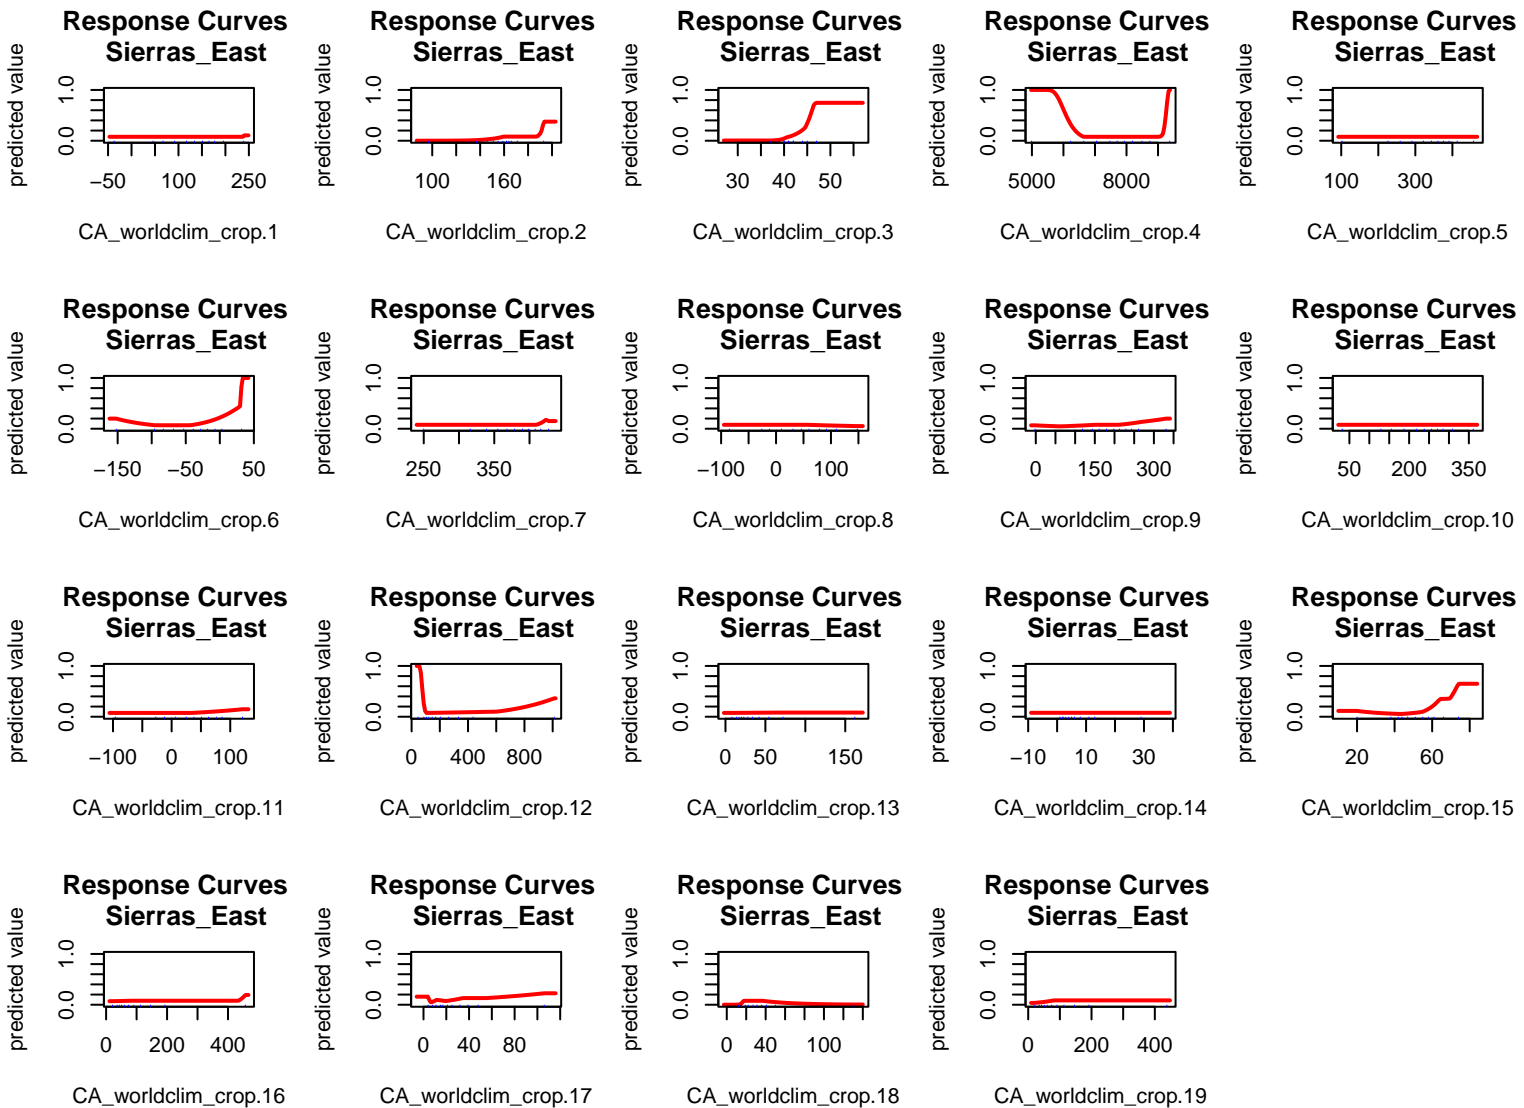 Response Curves
Sierras_East
predicted value
0.0 1.0
−50 100 250
CA_worldclim_crop.1
Response Curves
Sierras_East
predicted value
0.0 1.0
100 160
CA_worldclim_crop.2
Response Curves
Sierras_East
predicted value
0.0 1.0
30 40 50
CA_worldclim_crop.3
Response Curves
Sierras_East
predicted value
0.0 1.0
5000 8000
CA_worldclim_crop.4
Response Curves
Sierras_East
predicted value
0.0 1.0
100 300
CA_worldclim_crop.5
Response Curves
Sierras_East
predicted value
0.0 1.0
−150 −50 50
CA_worldclim_crop.6
Response Curves
Sierras_East
predicted value
0.0 1.0
250 350
CA_worldclim_crop.7
Response Curves
Sierras_East
predicted value
0.0 1.0
−100 0 100
CA_worldclim_crop.8
Response Curves
Sierras_East
predicted value
0.0 1.0
0 150 300
CA_worldclim_crop.9
Response Curves
Sierras_East
predicted value
0.0 1.0
50 200 350
CA_worldclim_crop.10
Response Curves
Sierras_East
predicted value
0.0 1.0
−100 0 100
CA_worldclim_crop.11
Response Curves
Sierras_East
predicted value
0.0 1.0
0 400 800
CA_worldclim_crop.12
Response Curves
Sierras_East
predicted value
0.0 1.0
0 50 150
CA_worldclim_crop.13
Response Curves
Sierras_East
predicted value
0.0 1.0
−10 10 30
CA_worldclim_crop.14
Response Curves
Sierras_East
predicted value
0.0 1.0
20 60
CA_worldclim_crop.15
Response Curves
Sierras_East
predicted value
0.0 1.0
0 200 400
CA_worldclim_crop.16
Response Curves
Sierras_East
predicted value
0.0 1.0
0 40 80
CA_worldclim_crop.17
Response Curves
Sierras_East
predicted value
0.0 1.0
0 40 100
CA_worldclim_crop.18
Response Curves
Sierras_East
predicted value
0.0 1.0
0 200 400
CA_worldclim_crop.19